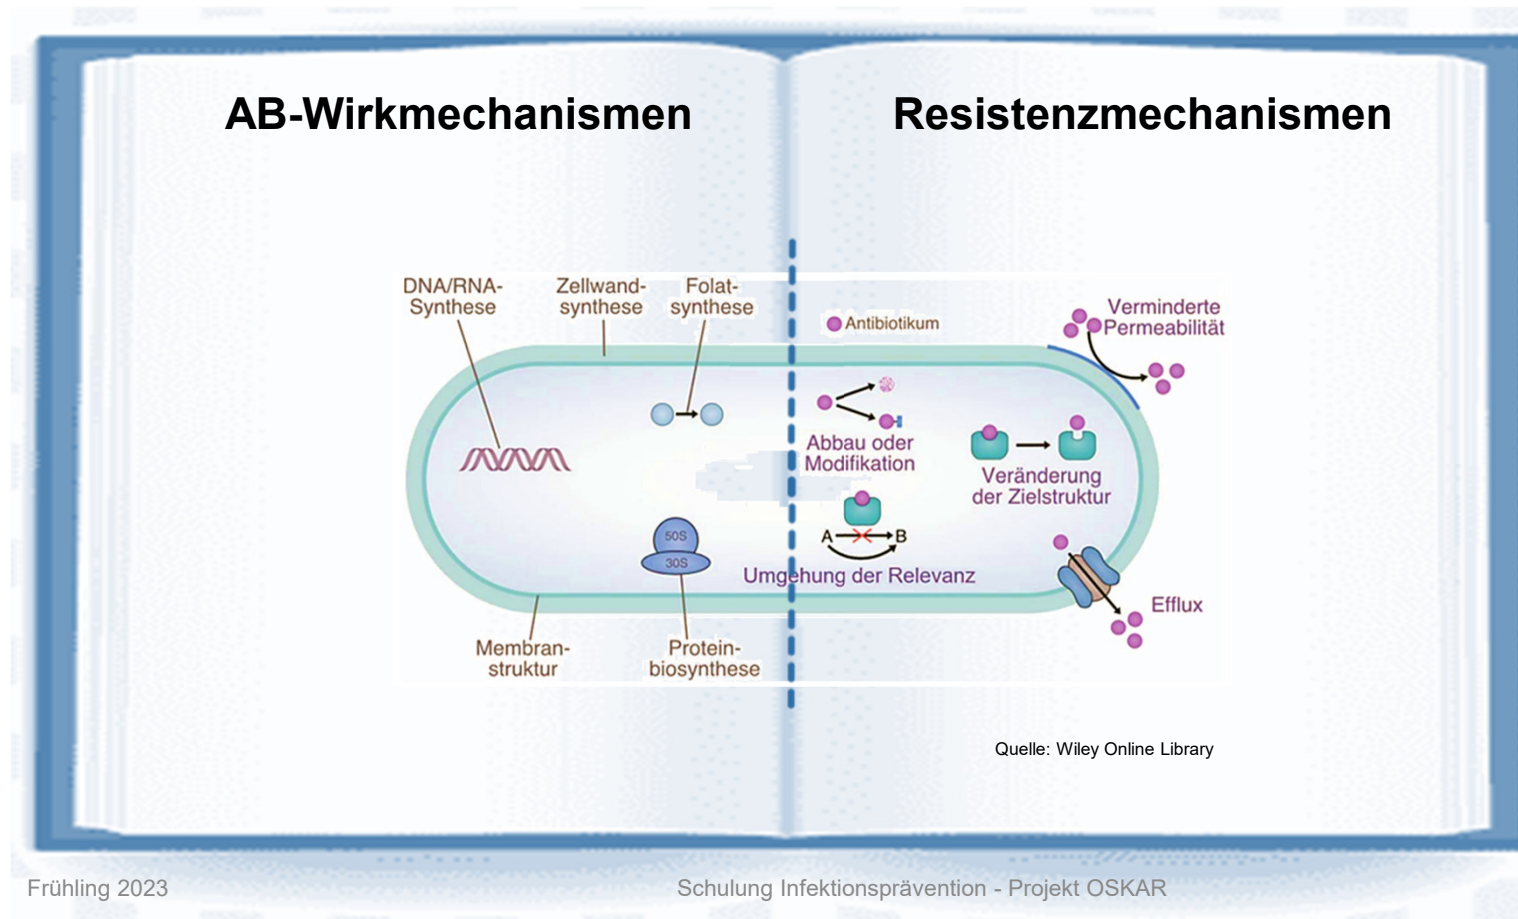 AB-Wirkmechanismen
Resistenzmechanismen
DNA/RNA-
Synthese
Zellwand-
synthese
Folat-
synthese
Antibiotikum
Verminderte
Permeabilität
Abbau oder
Modifikation
Veränderung
der Zielstruktur
50S
30S
A
B
Umgehung der Relevanz
Efflux
Membran-
struktur
Protein-
biosynthese
Quelle: Wiley Online Library
Frühling 2023
Schulung Infektionsprävention - Projekt OSKAR